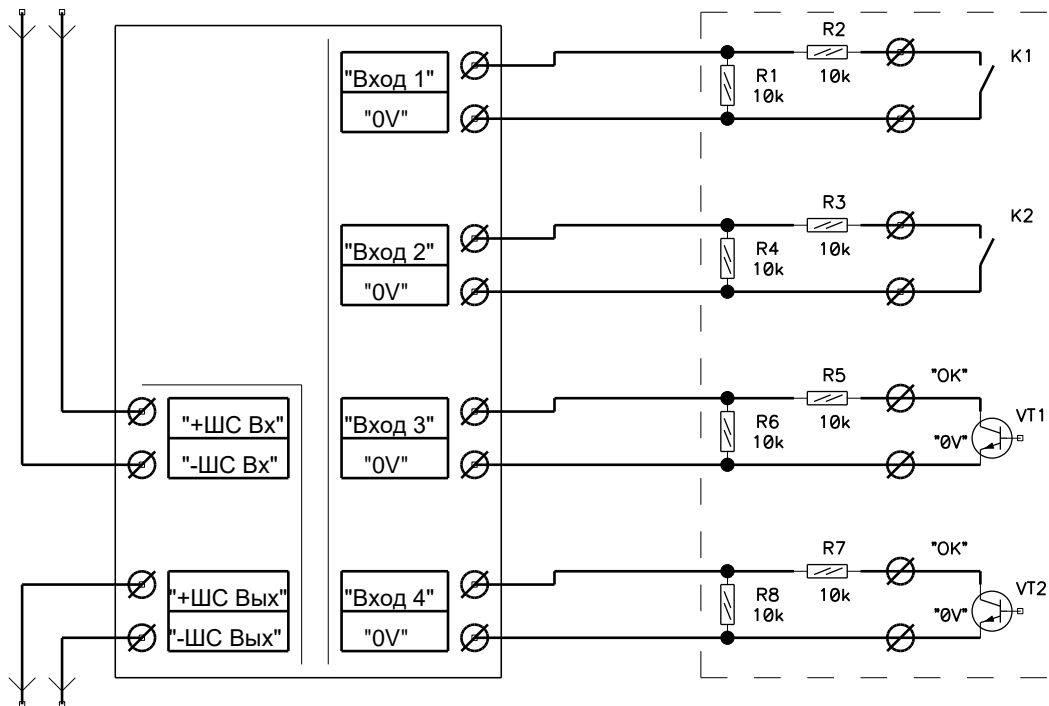 "Вход 1"
"0V"
R1
10k
R2
10k
K1
"Вход 2"
"0V"
R4
10k
R3
10k
K2
"+ШС Вх"
"-ШС Вх"
"Вход 3"
"0V"
R6
10k
R5
10k
"OK"
"0V"
VT1
"+ШС Вых"
"-ШС Вых"
"Вход 4"
"0V"
R8
10k
R7
10k
"OK"
"0V"
VT2